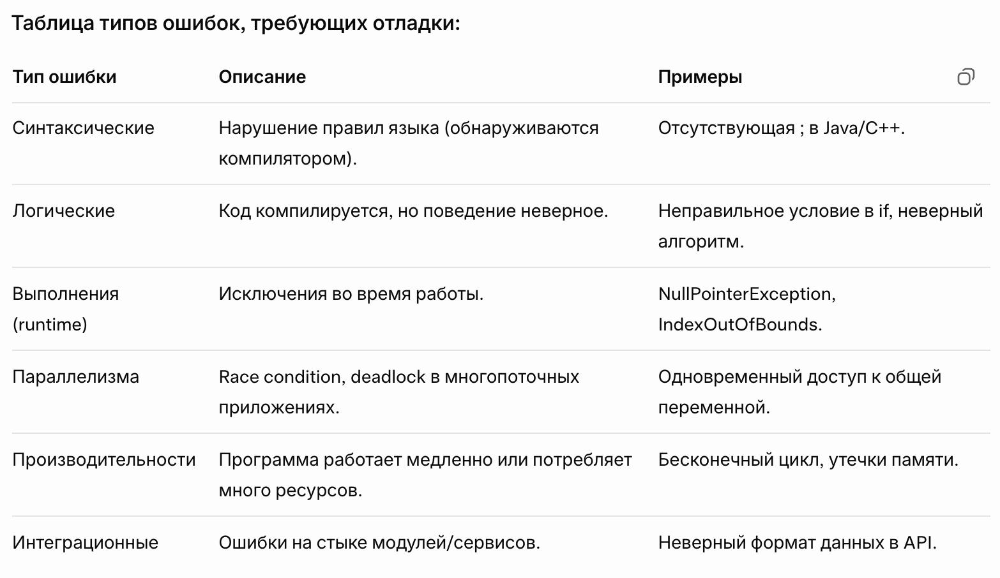 Таблица типов ошибок, требующих отладки:
Тип ошибки Описание Примеры
Синтаксические Нарушение правил языка (обнаруживаются Отсутствующая ; в Java/C++.
компилятором).
Логические Код компилируется, но поведение неверное. Неправильное условие в if, неверный
алгоритм.
Выполнения Исключения во время работы. NullPointerException,
(runtime) IndexOutOfBounds.
Параллелизма Race condition, deadlock в многопоточных Одновременный доступ к общей
приложениях. переменной.
Производительности Программа работает медленно или потребляет Бесконечный цикл, утечки памяти.
много ресурсов.
Интеграционные Ошибки на стыке модулей/сервисов. Неверный формат данных в API.